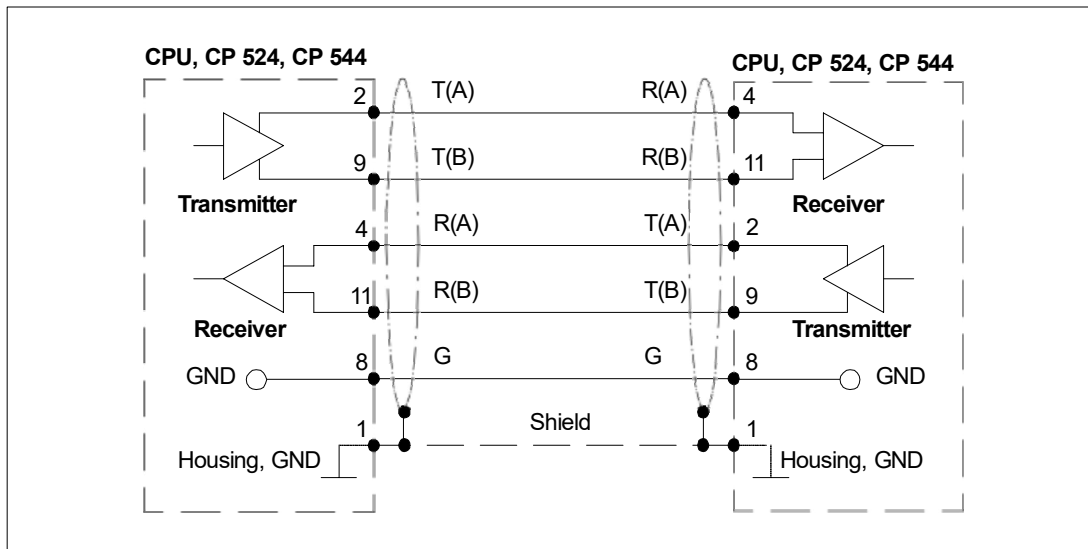 CPU, CP 524, CP 544
CPU, CP 524, CP 544
2 T(A) R(A) 4
9 T(B) R(B) 11
Transmitter Receiver
4 R(A) T(A) 2
11 R(B) T(B) 9
Receiver Transmitter
GND 8 G G 8 GND
1 Shield 1
Housing, GND Housing, GND